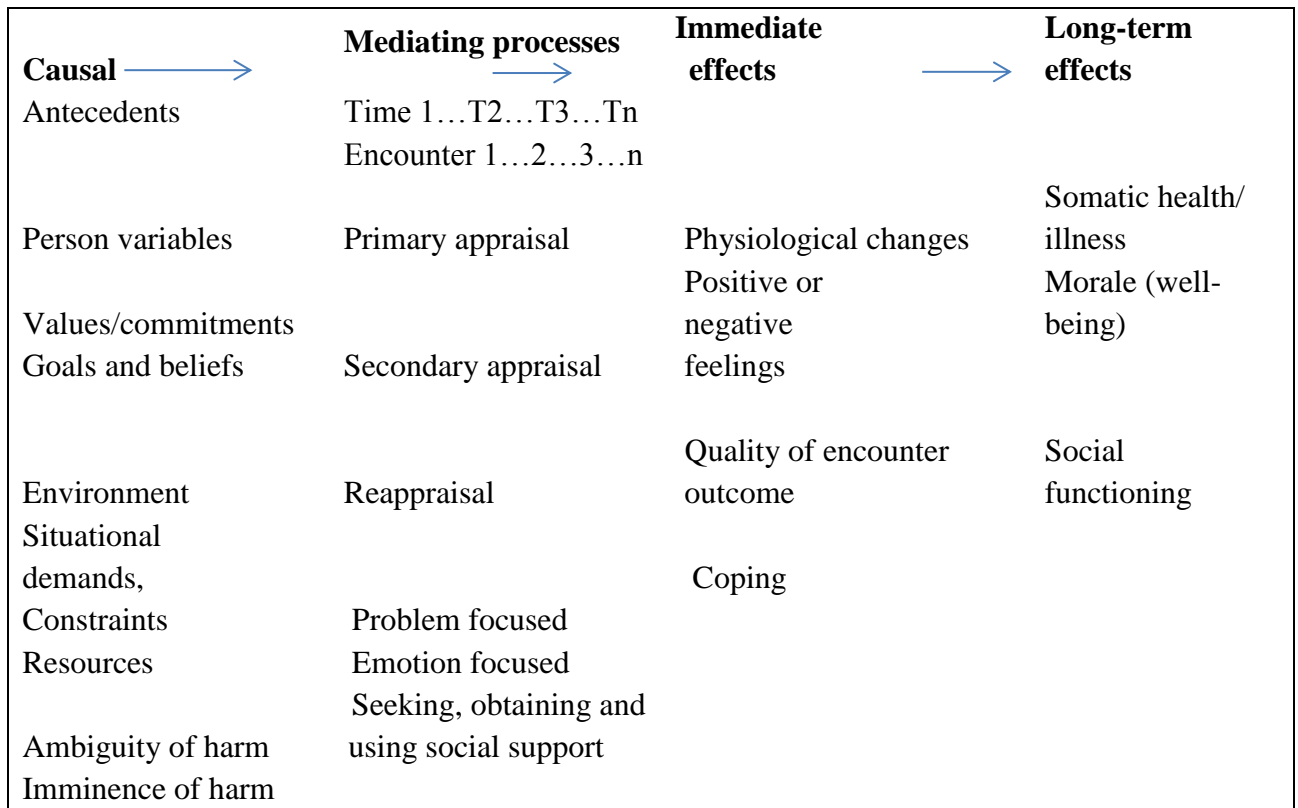 Causal
Mediating processes
Immediate
effects
Long-term
effects
Antecedents
Time 1…T2…T3…Tn
Encounter 1…2…3…n
Person variables
Primary appraisal
Physiological changes
Somatic health/
illness
Values/commitments
Positive or
negative
Morale (well-
being)
Goals and beliefs
Secondary appraisal
feelings
Environment
Reappraisal
Quality of encounter
outcome
Social
functioning
Situational
demands,
Coping
Constraints
Problem focused
Resources
Emotion focused
Seeking, obtaining and
Ambiguity of harm
using social support
Imminence of harm